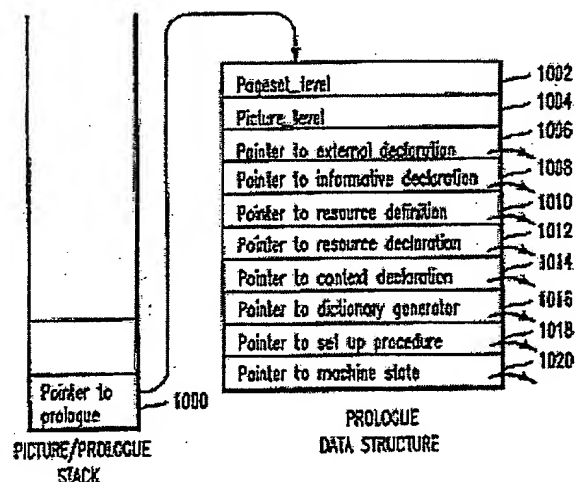 Pageset_level
1002
Picture_level
1004
Pointer to external declaration
1006
Pointer to informative declaration
1008
Pointer to resource definition
1010
Pointer to resource declaration
1012
Pointer to context declaration
1014
Pointer to dictionary generator
1016
Pointer to set up procedure
1018
Pointer to machine state
1020
Pointer to
prologue
1000
PICTURE/PROLOGUE
STACK
PROLOGUE
DATA STRUCTURE